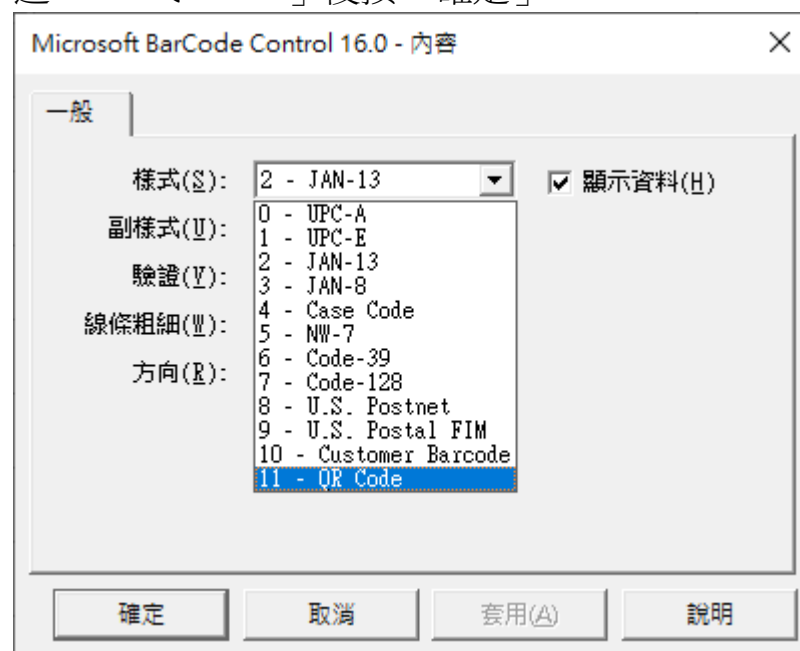 Microsoft BarCode Control 16.0 - 內容
一般
樣式(S): 2 - JAN-13 顯示資料(H)
副樣式(U):
驗證(V):
線條粗細(W):
方向(R):
0 - UPC-A
1 - UPC-E
2 - JAN-13
3 - JAN-8
4 - Case Code
5 - NW-7
6 - Code-39
7 - Code-128
8 - U.S. Postnet
9 - U.S. Postal FIM
10 - Customer Barcode
11 - QR Code
確定 取消 套用(A) 說明